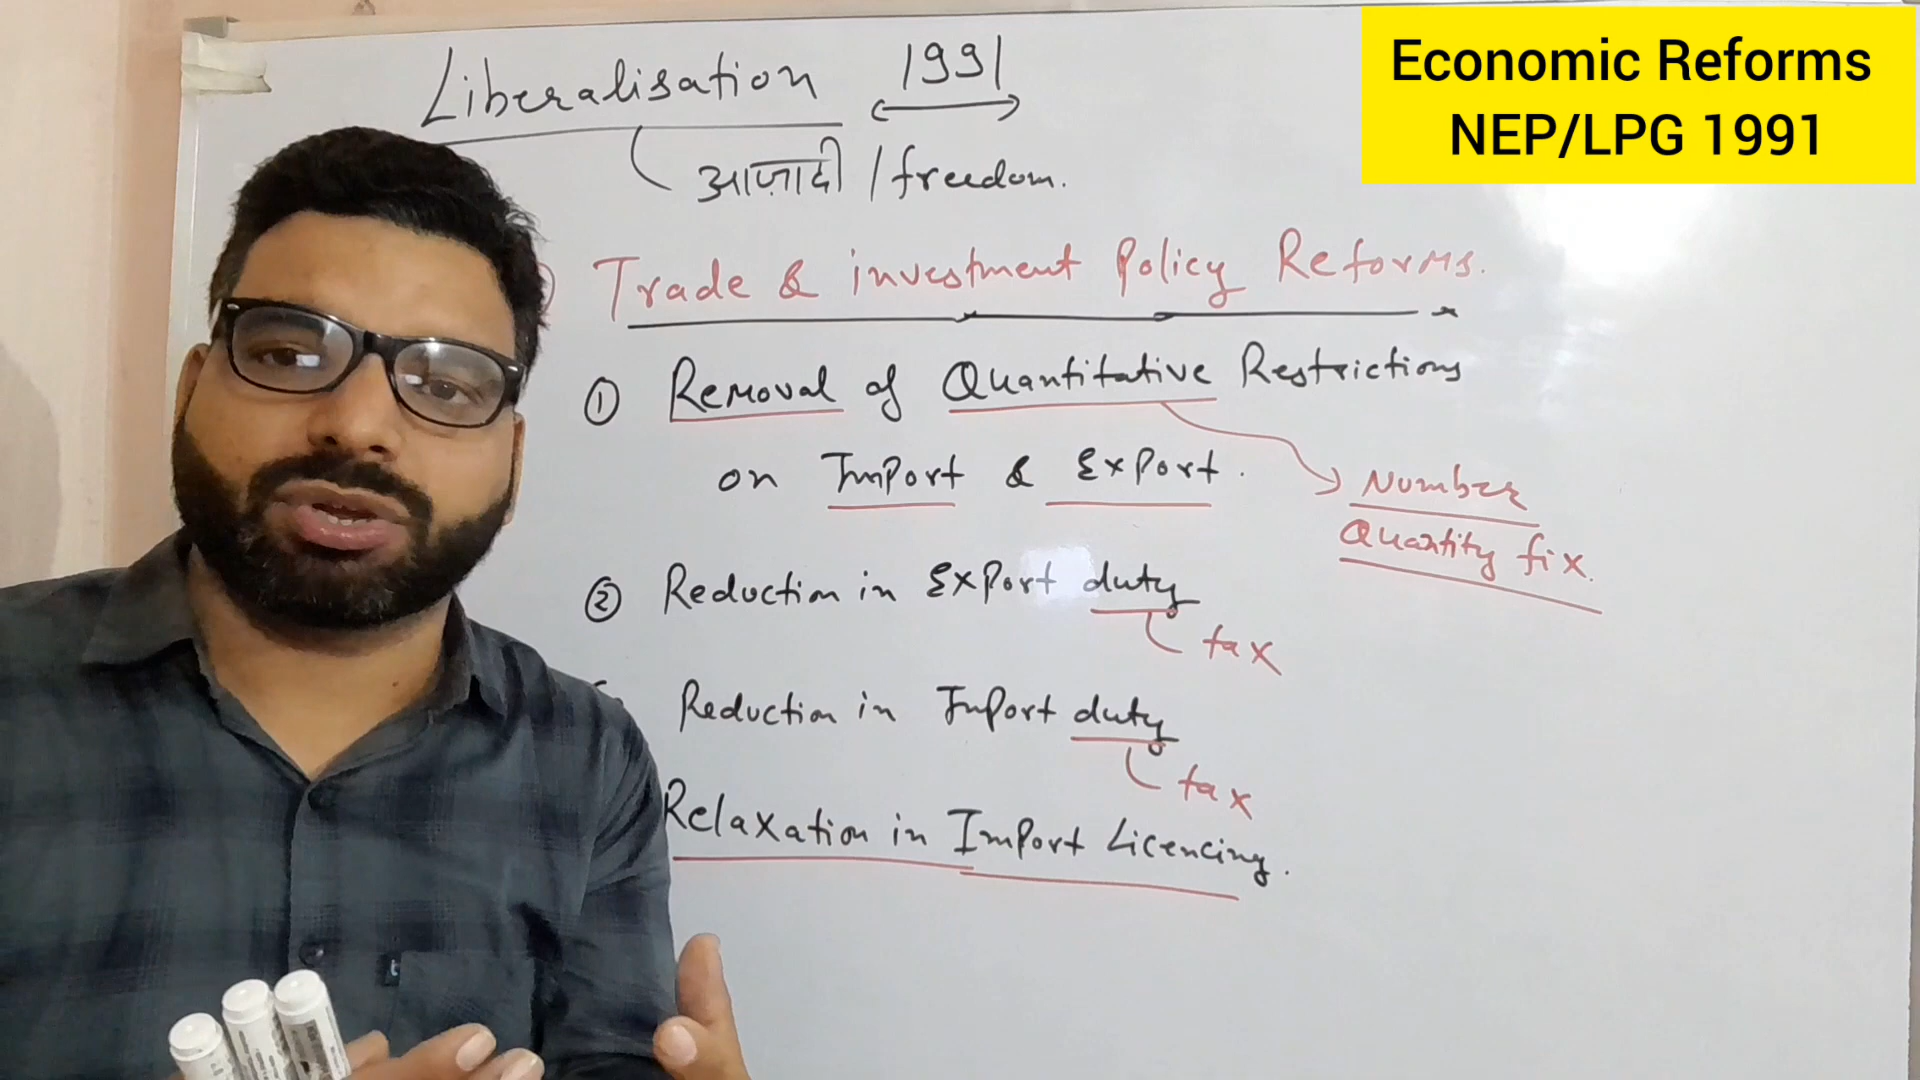 Economic Reforms
NEP/LPG 1991
Liberalisation 1991
आज़ादी / freedom.
Trade & investment Policy Reforms.
① Removal of Quantitative Restrictions
on Import & Export.
Number
Quantity fix.
② Reduction in Export duty
tax
Reduction in Import duty
tax
Relaxation in Import Licencing.